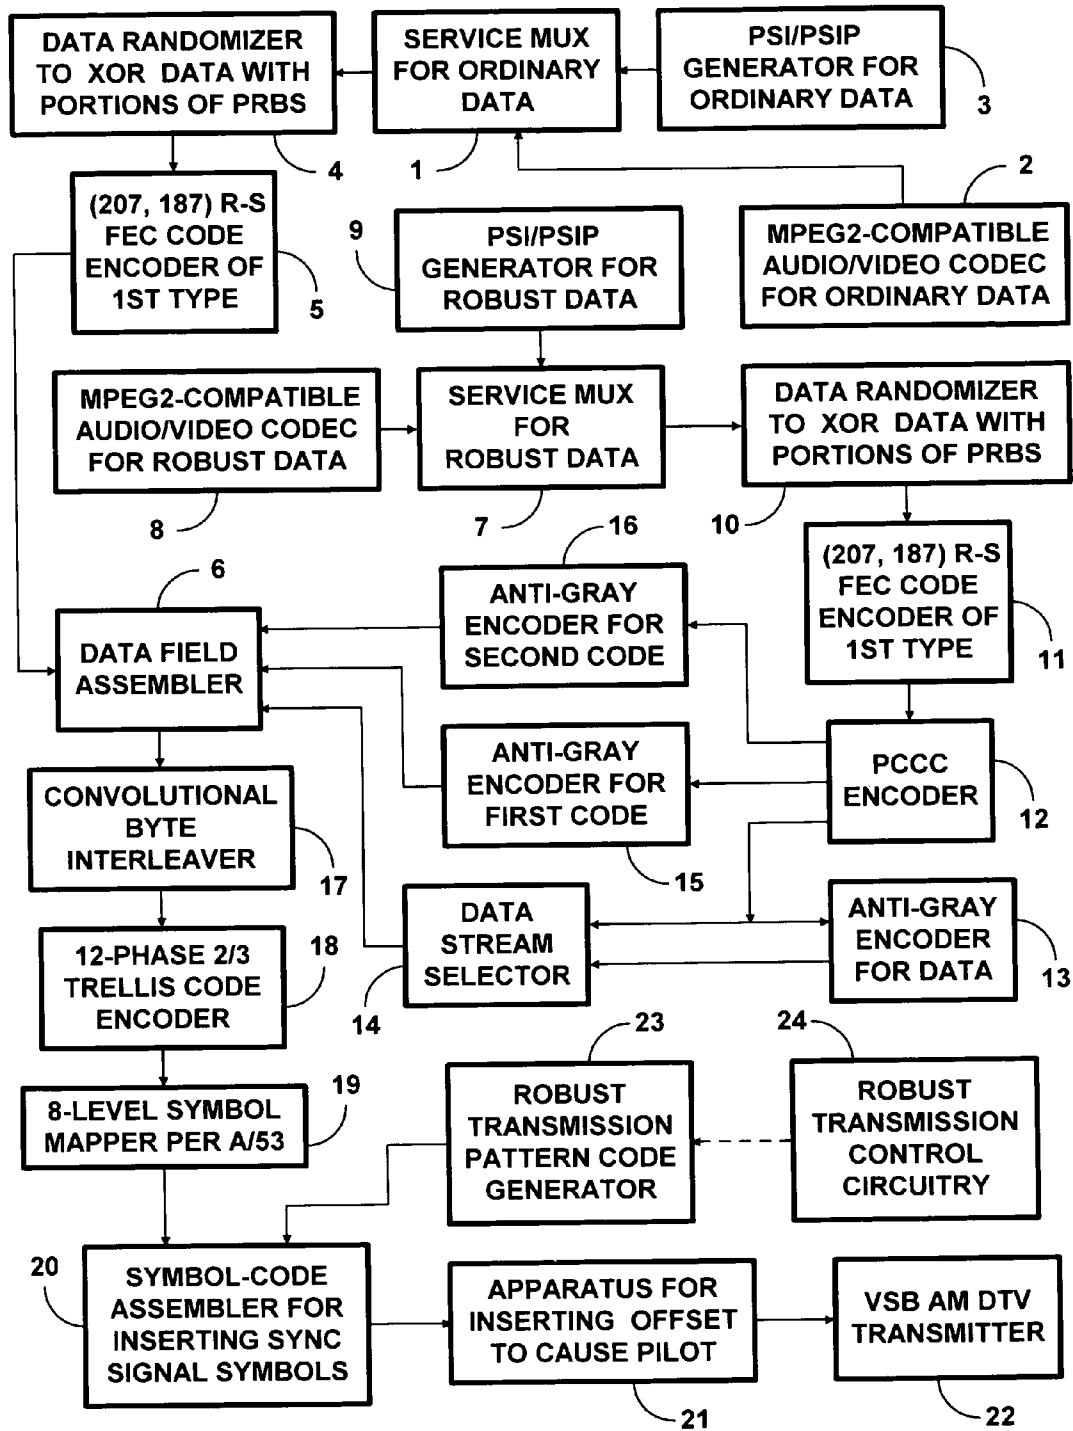 DATA RANDOMIZER
TO XOR DATA WITH
PORTIONS OF PRBS
4
SERVICE MUX
FOR ORDINARY
DATA
1
PSI/PSIP
GENERATOR FOR
ORDINARY DATA
3
(207, 187) R-S
FEC CODE
ENCODER OF
1ST TYPE
5
9
PSI/PSIP
GENERATOR FOR
ROBUST DATA
2
MPEG2-COMPATIBLE
AUDIO/VIDEO CODEC
FOR ORDINARY DATA
MPEG2-COMPATIBLE
AUDIO/VIDEO CODEC
FOR ROBUST DATA
8
SERVICE MUX
FOR
ROBUST DATA
7
DATA RANDOMIZER
TO XOR DATA WITH
PORTIONS OF PRBS
10
6
DATA FIELD
ASSEMBLER
16
ANTI-GRAY
ENCODER FOR
SECOND CODE
(207, 187) R-S
FEC CODE
ENCODER OF
1ST TYPE
11
CONVOLUTIONAL
BYTE
INTERLEAVER
17
ANTI-GRAY
ENCODER FOR
FIRST CODE
15
PCCC
ENCODER
12
12-PHASE 2/3
TRELLIS CODE
ENCODER
18
DATA
STREAM
SELECTOR
14
ANTI-GRAY
ENCODER
FOR DATA
13
8-LEVEL SYMBOL
MAPPER PER A/53
19
23
ROBUST
TRANSMISSION
PATTERN CODE
GENERATOR
24
ROBUST
TRANSMISSION
CONTROL
CIRCUITRY
20
SYMBOL-CODE
ASSEMBLER FOR
INSERTING SYNC
SIGNAL SYMBOLS
APPARATUS FOR
INSERTING OFFSET
TO CAUSE PILOT
21
VSB AM DTV
TRANSMITTER
22